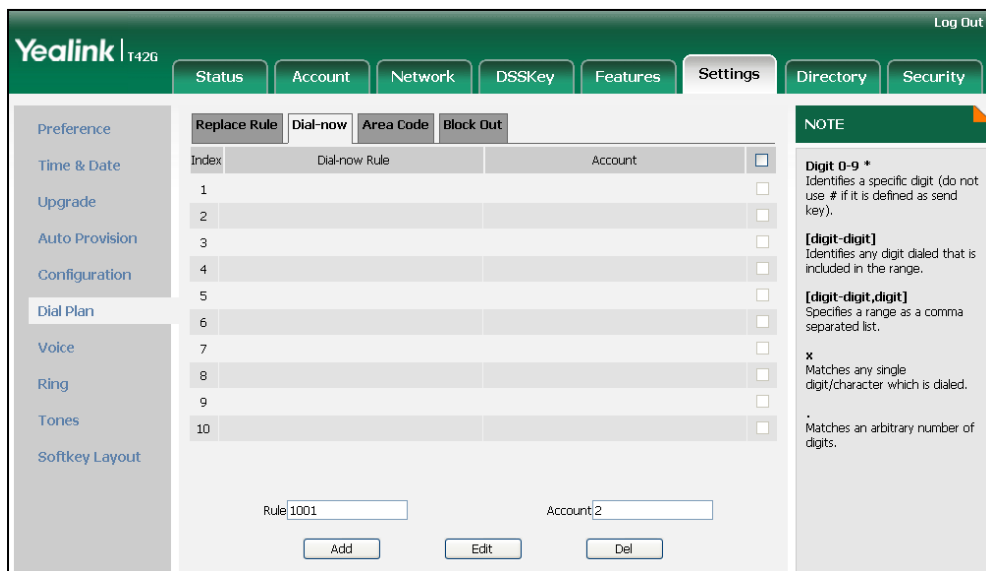 Log Out
Yealink | T42G
Status Account Network DSSKey Features Settings Directory Security
Preference
Time & Date
Upgrade
Auto Provision
Configuration
Dial Plan
Voice
Ring
Tones
Softkey Layout
Replace Rule Dial-now Area Code Block Out
Index Dial-now Rule Account
1
2
3
4
5
6
7
8
9
10
Rule 1001 Account 2
Add Edit Del
NOTE
Digit 0-9 *
Identifies a specific digit (do not
use # if it is defined as send
key).
[digit-digit]
Identifies any digit dialed that is
included in the range.
[digit-digit,digit]
Specifies a range as a comma
separated list.
x
Matches any single
digit/character which is dialed.
.
Matches an arbitrary number of
digits.